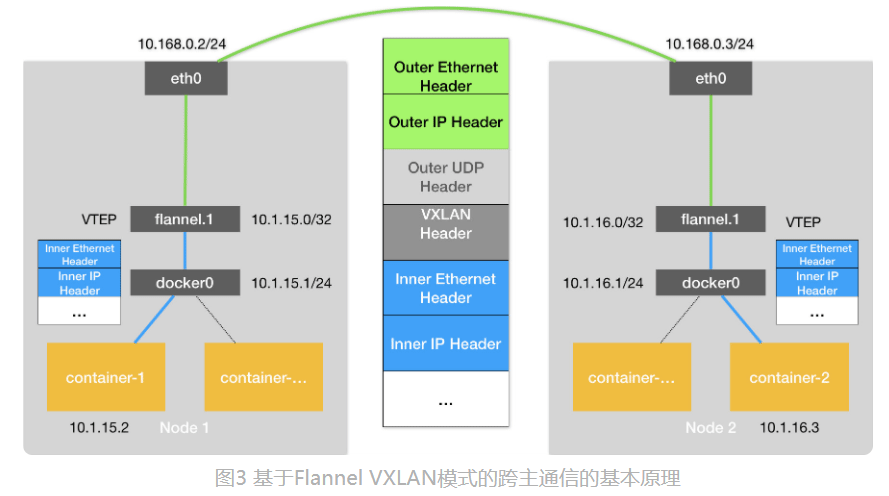 10.168.0.2/24
10.168.0.3/24
eth0
Outer Ethernet
Header
eth0
Outer IP Header
Outer UDP
Header
VTEP
flannel.1
10.1.15.0/32
VXLAN
Header
10.1.16.0/32
flannel.1
VTEP
Inner Ethernet
Header
Inner IP
Header
...
docker0
10.1.15.1/24
Inner Ethernet
Header
10.1.16.1/24
docker0
Inner Ethernet
Header
Inner IP
Header
...
Inner IP Header
...
container-1
container-...
container-...
container-2
10.1.15.2
Node 1
Node 2
10.1.16.3
图3 基于Flannel VXLAN模式的跨主通信的基本原理